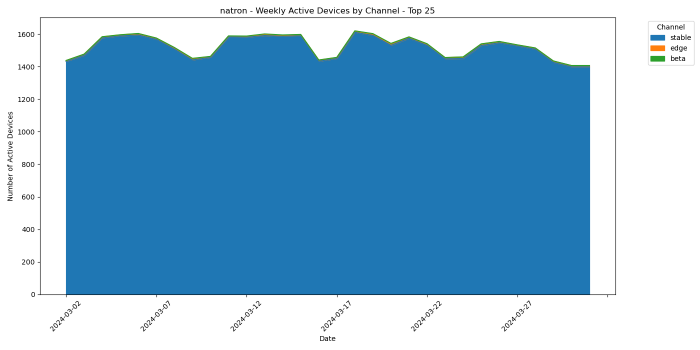 natron - Weekly Active Devices by Channel - Top 25
Channel
stable
edge
beta
Number of Active Devices
1600
1400
1200
1000
800
600
400
200
0
2024-03-02
2024-03-07
2024-03-12
2024-03-17
2024-03-22
2024-03-27
Date